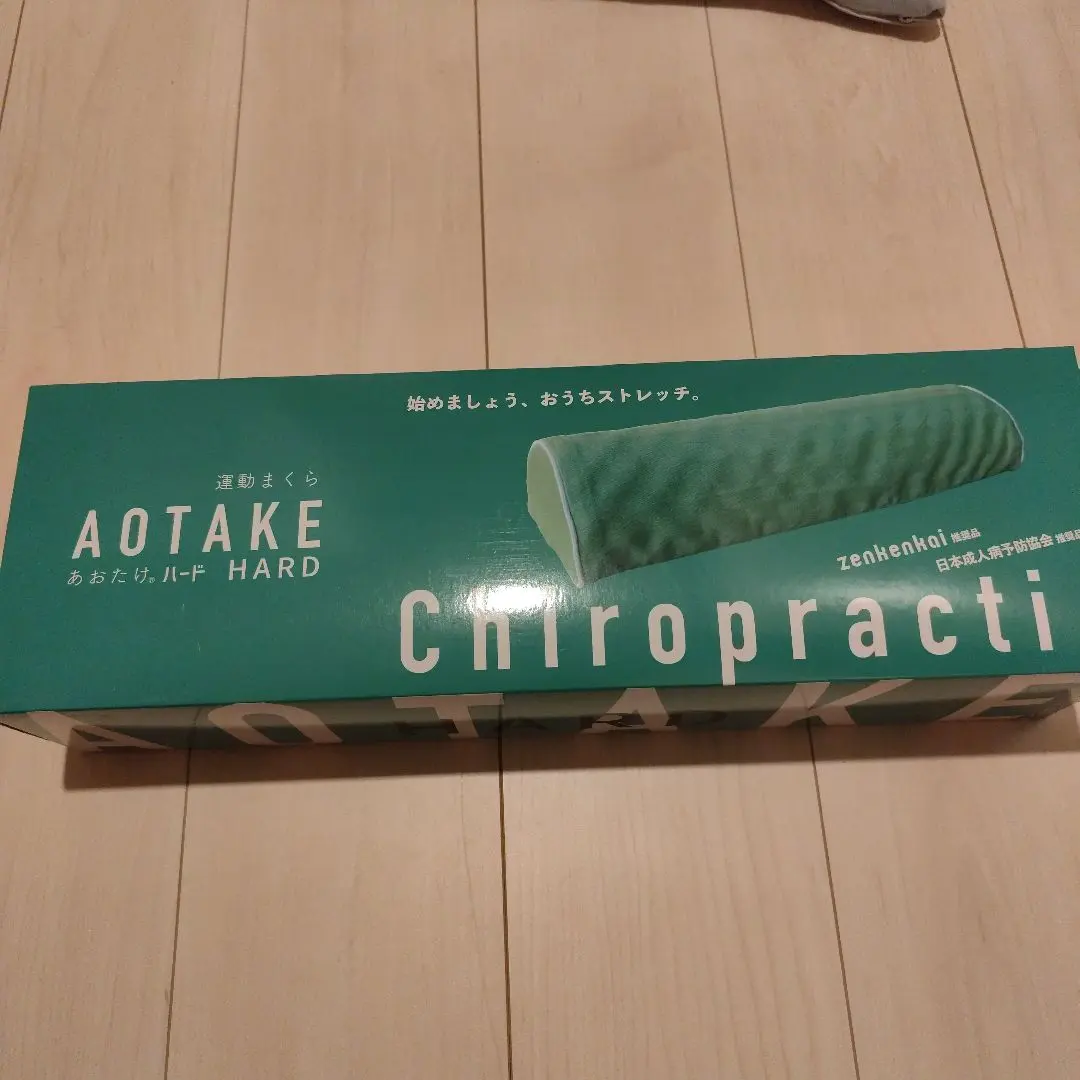 始めましょう、おうちストレッチ。
運動まくら
AOTAKE
あおたけ® ハード HARD
zenkenkai 推奨品
日本成人病予防協会 推奨品
Chiropracti
AOTAKE